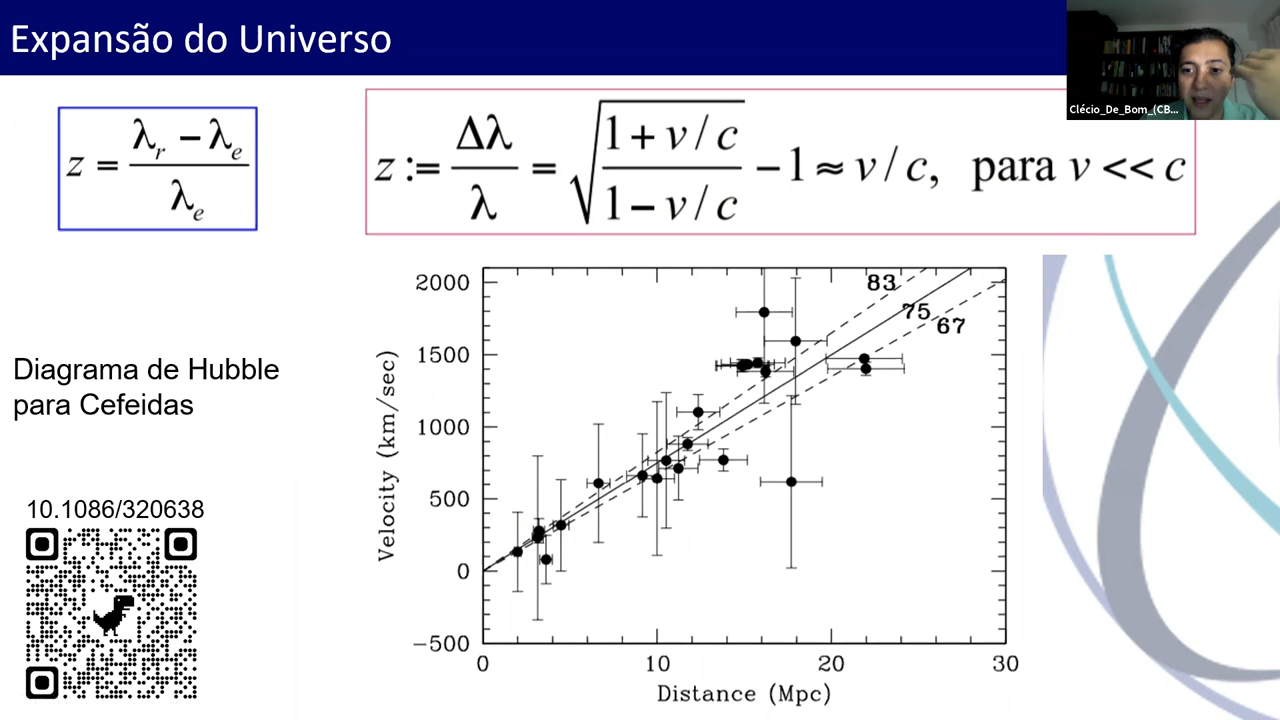 Expansão do Universo
Clécio_De_Bom_(CB...
z = (λr − λe) / λe
z := Δλ/λ = √((1 + v/c)/(1 − v/c)) − 1 ≈ v/c, para v << c
Diagrama de Hubble
para Cefeidas
10.1086/320638
Velocity (km/sec)
2000
1500
1000
500
0
−500
83
75
67
0 10 20 30
Distance (Mpc)